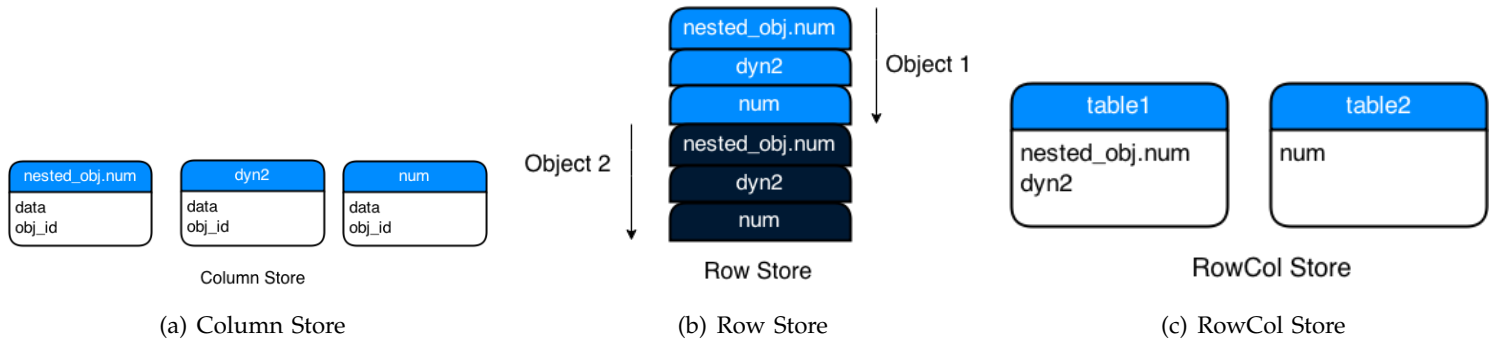 nested_obj.num
data
obj_id
dyn2
data
obj_id
num
data
obj_id
Column Store
(a) Column Store
nested_obj.num
dyn2
num
nested_obj.num
dyn2
num
Object 1
Object 2
Row Store
(b) Row Store
table1
nested_obj.num
dyn2
table2
num
RowCol Store
(c) RowCol Store